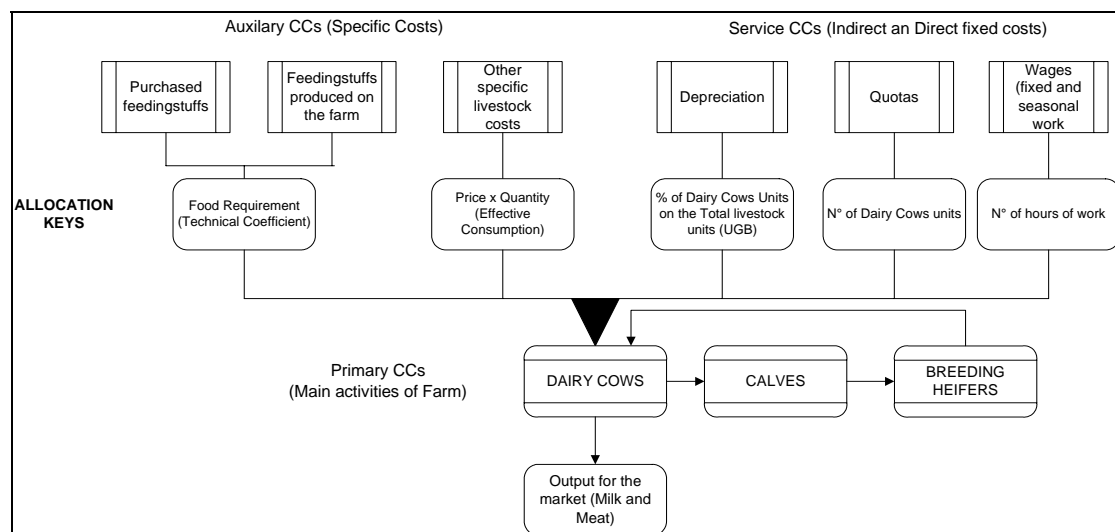 Auxilary CCs (Specific Costs)
Service CCs (Indirect an Direct fixed costs)
Purchased
feedingstuffs
Feedingstuffs
produced on
the farm
Other
specific
livestock
costs
Depreciation
Quotas
Wages
(fixed and
seasonal
work
ALLOCATION
KEYS
Food Requirement
(Technical Coefficient)
Price x Quantity
(Effective
Consumption)
% of Dairy Cows Units
on the Total livestock
units (UGB)
N° of Dairy Cows units
N° of hours of work
Primary CCs
(Main activities of Farm)
DAIRY COWS
CALVES
BREEDING
HEIFERS
Output for the
market (Milk and
Meat)